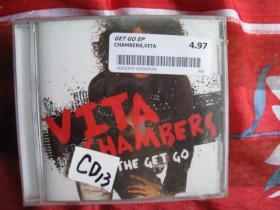 GET GO EP
CHAMBERS,VITA
4.97
VITA
CHAMBERS
THE GET GO
CD13